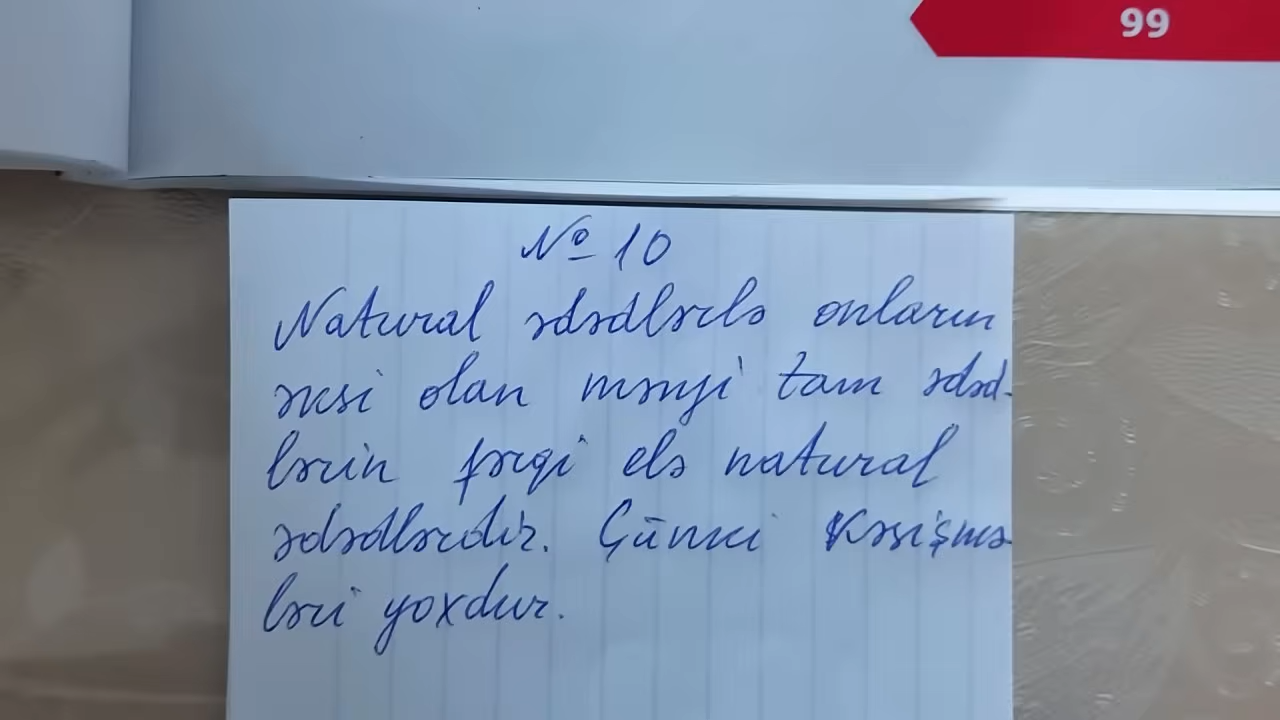 99
№ 10
Natural ədədlərlə onların
əksi olan mənfi tam ədəd-
lərin fərqi elə natural
ədədlərdir. Çünki kəsişmə-
ləri yoxdur.